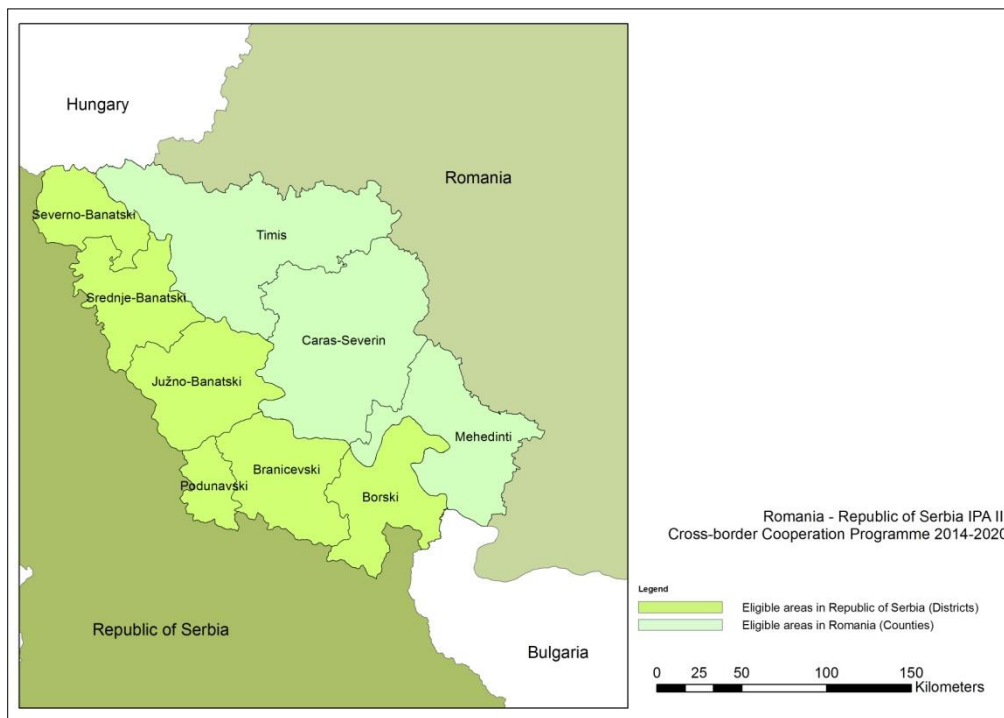 Hungary
Romania
Severno-Banatski
Timis
Srednje-Banatski
Caras-Severin
Južno-Banatski
Mehedinti
Branicevski
Podunavski
Borski
Romania - Republic of Serbia IPA II
Cross-border Cooperation Programme 2014-2020
Legend
Eligible areas in Republic of Serbia (Districts)
Eligible areas in Romania (Counties)
Republic of Serbia
Bulgaria
0 25 50 100 150
Kilometers